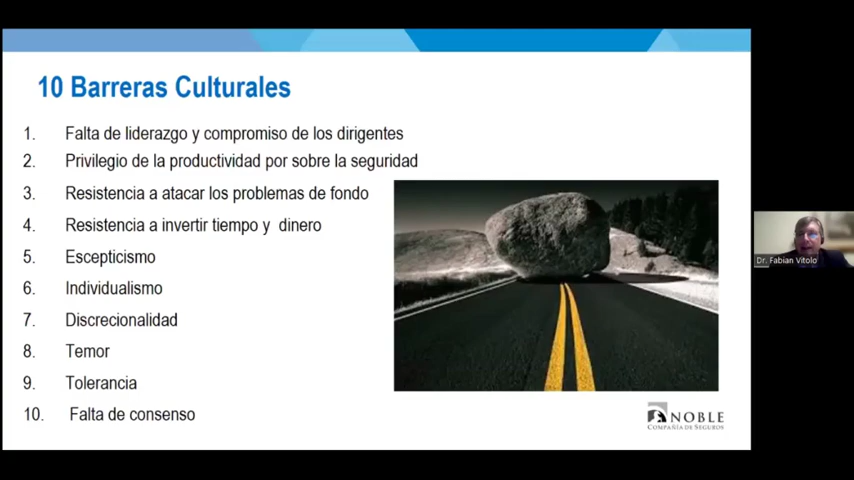 10 Barreras Culturales
1. Falta de liderazgo y compromiso de los dirigentes
2. Privilegio de la productividad por sobre la seguridad
3. Resistencia a atacar los problemas de fondo
4. Resistencia a invertir tiempo y dinero
5. Escepticismo
6. Individualismo
7. Discrecionalidad
8. Temor
9. Tolerancia
10. Falta de consenso
NOBLE
COMPAÑÍA DE SEGUROS
Dr. Fabian Vitolo